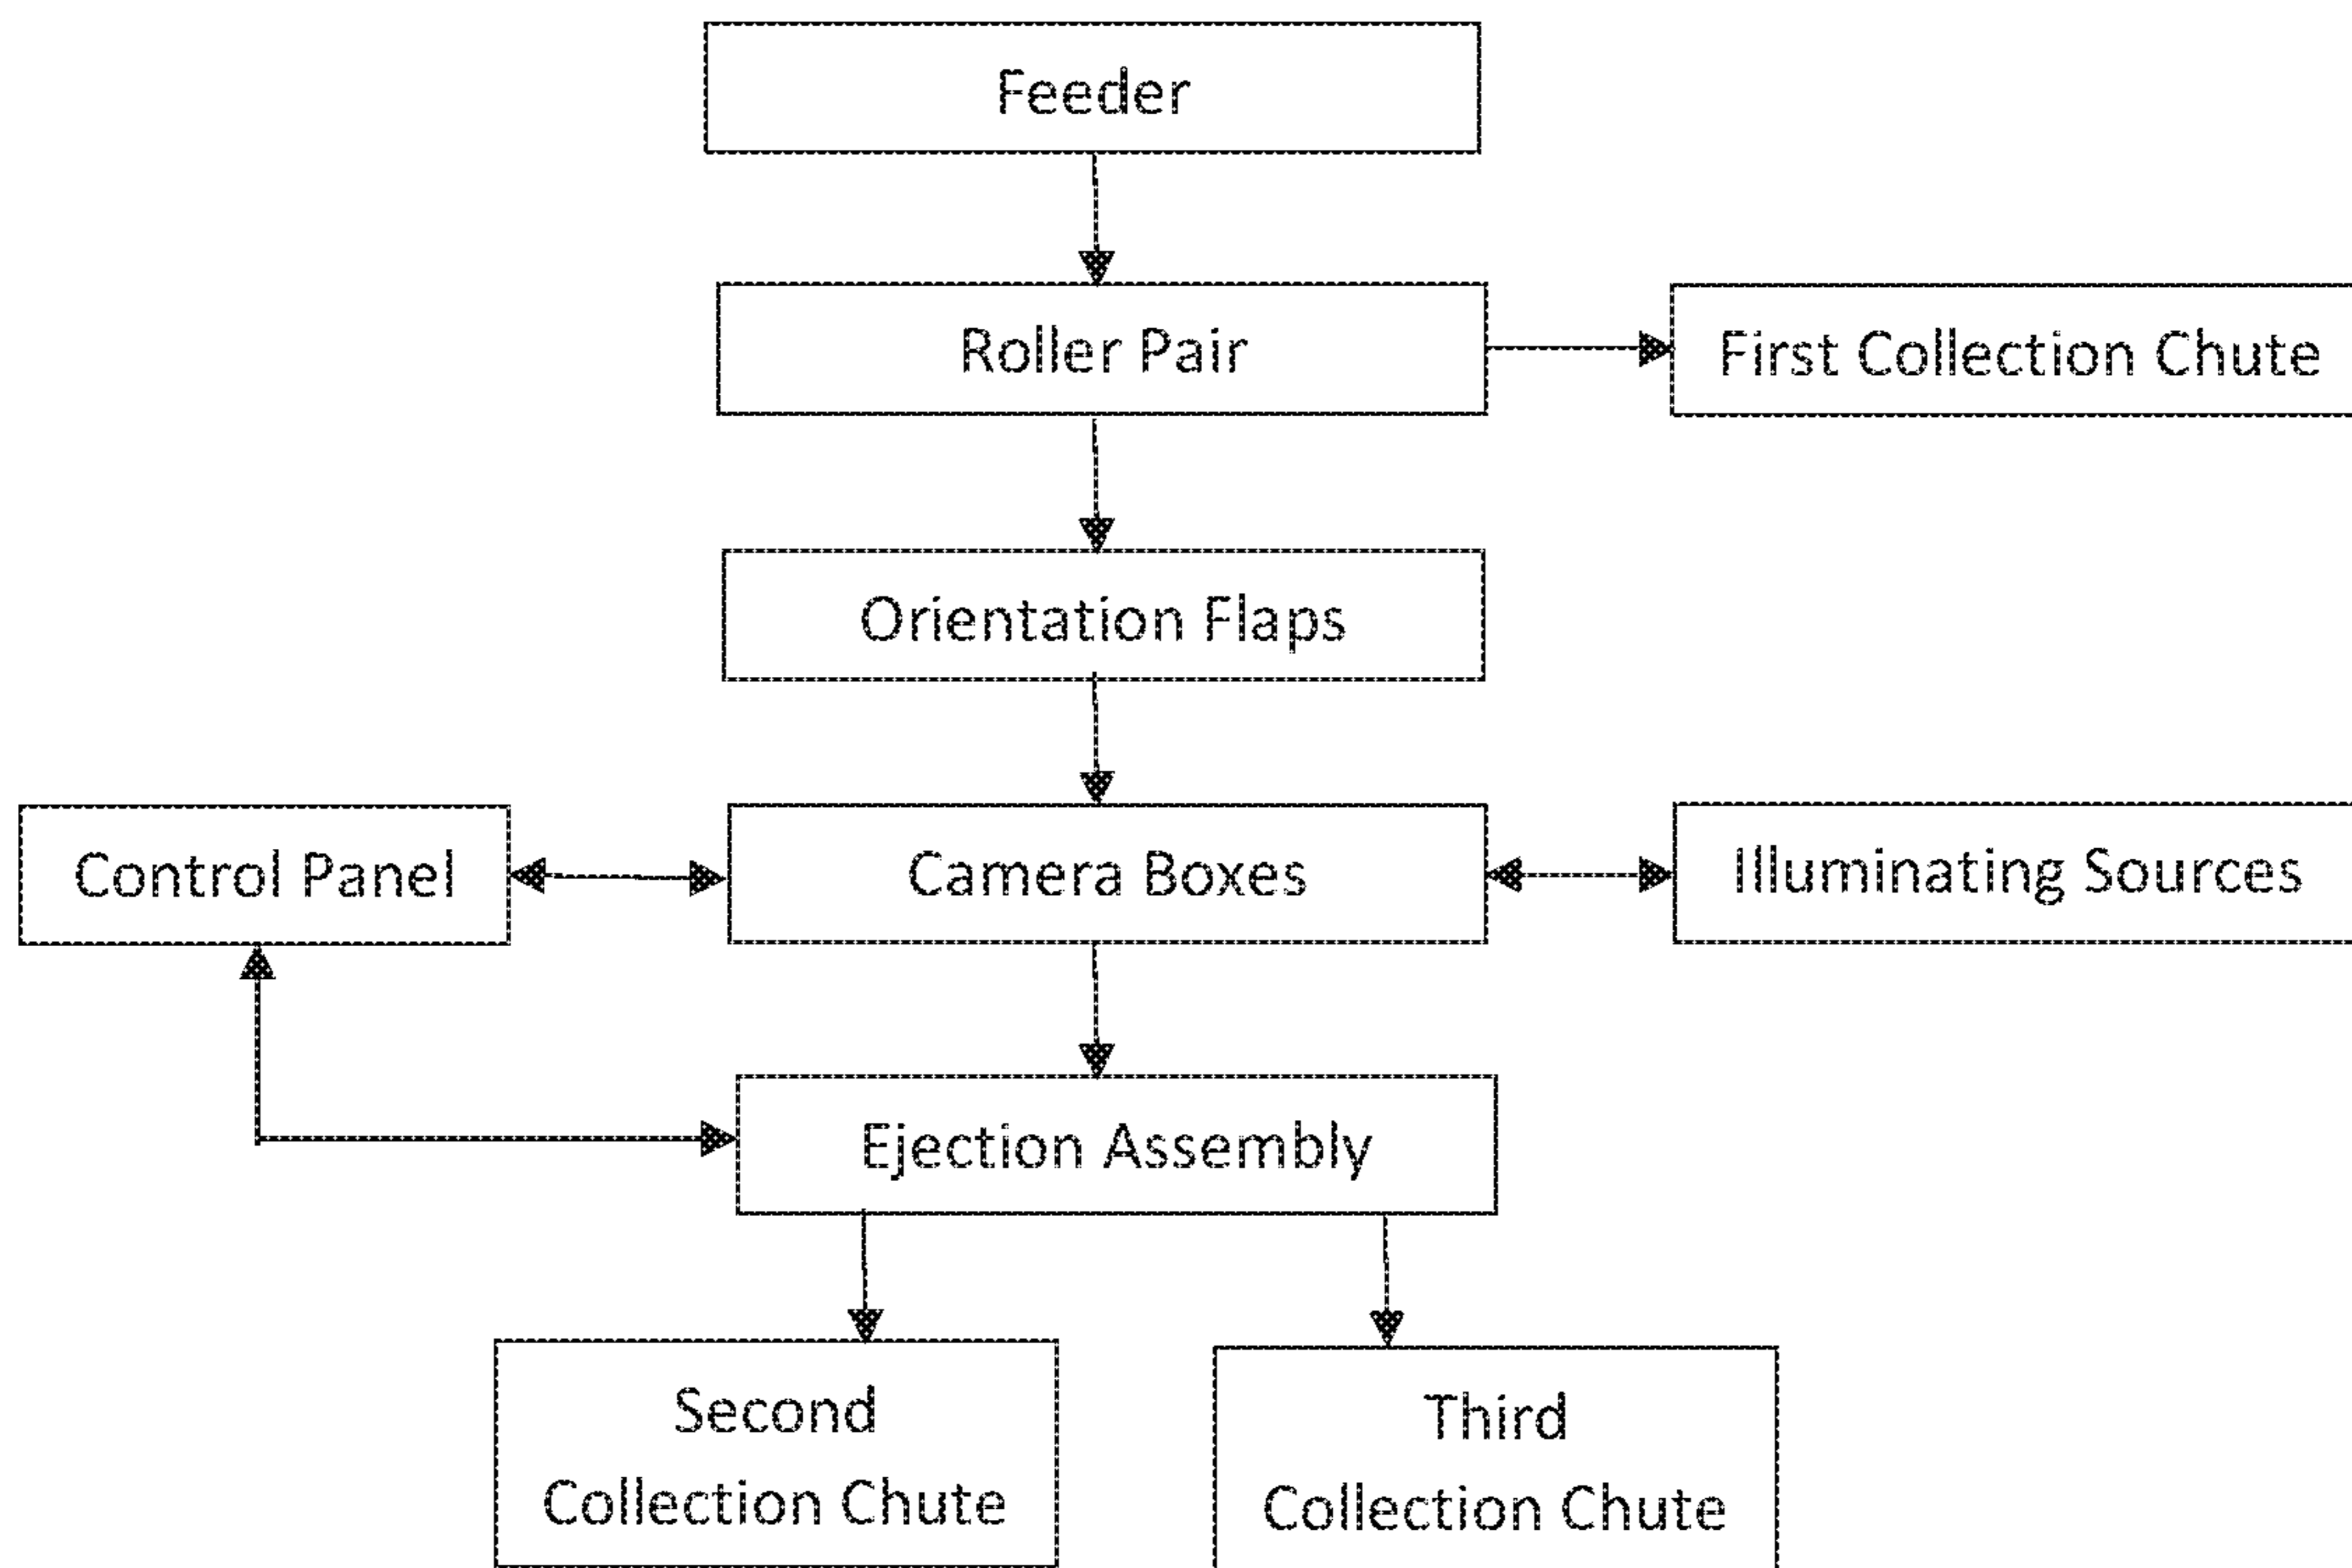 Feeder
Roller Pair
First Collection Chute
Orientation Flaps
Control Panel
Camera Boxes
Illuminating Sources
Ejection Assembly
Second
Collection Chute
Third
Collection Chute